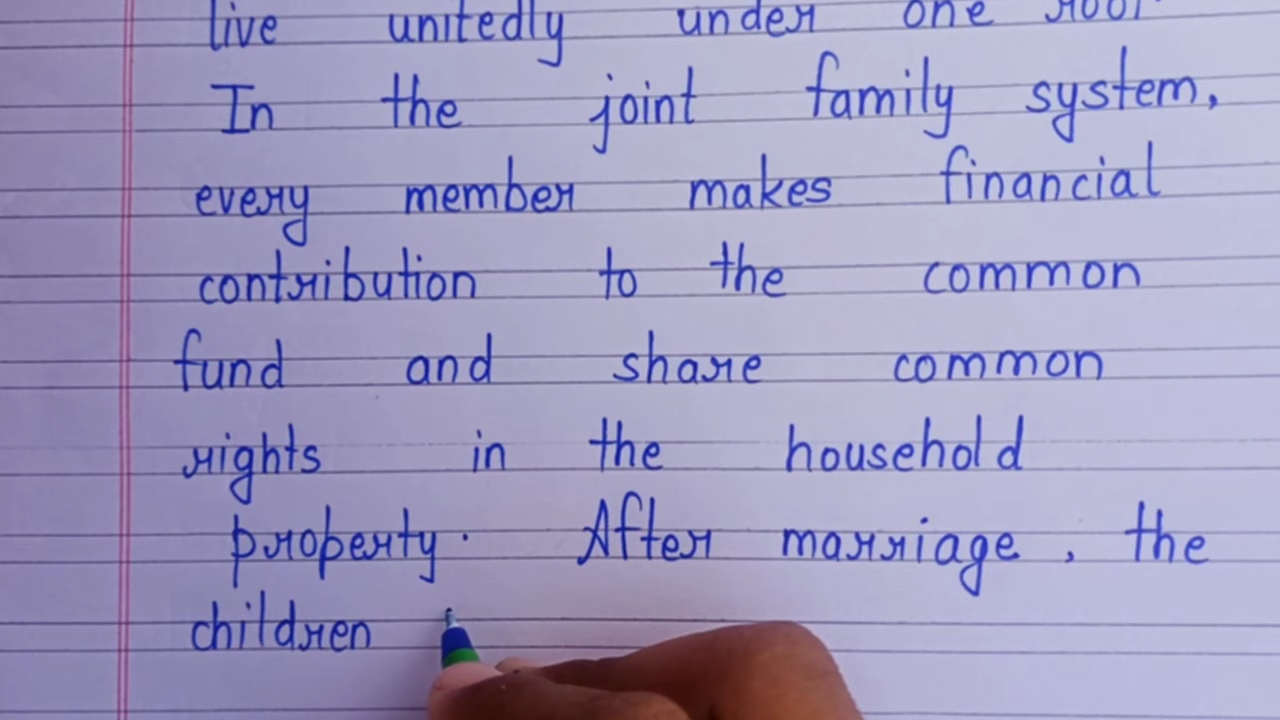 live unitedly under one roof
In the joint family system,
every member makes financial
contribution to the common
fund and share common
rights in the household
property. After marriage, the
children